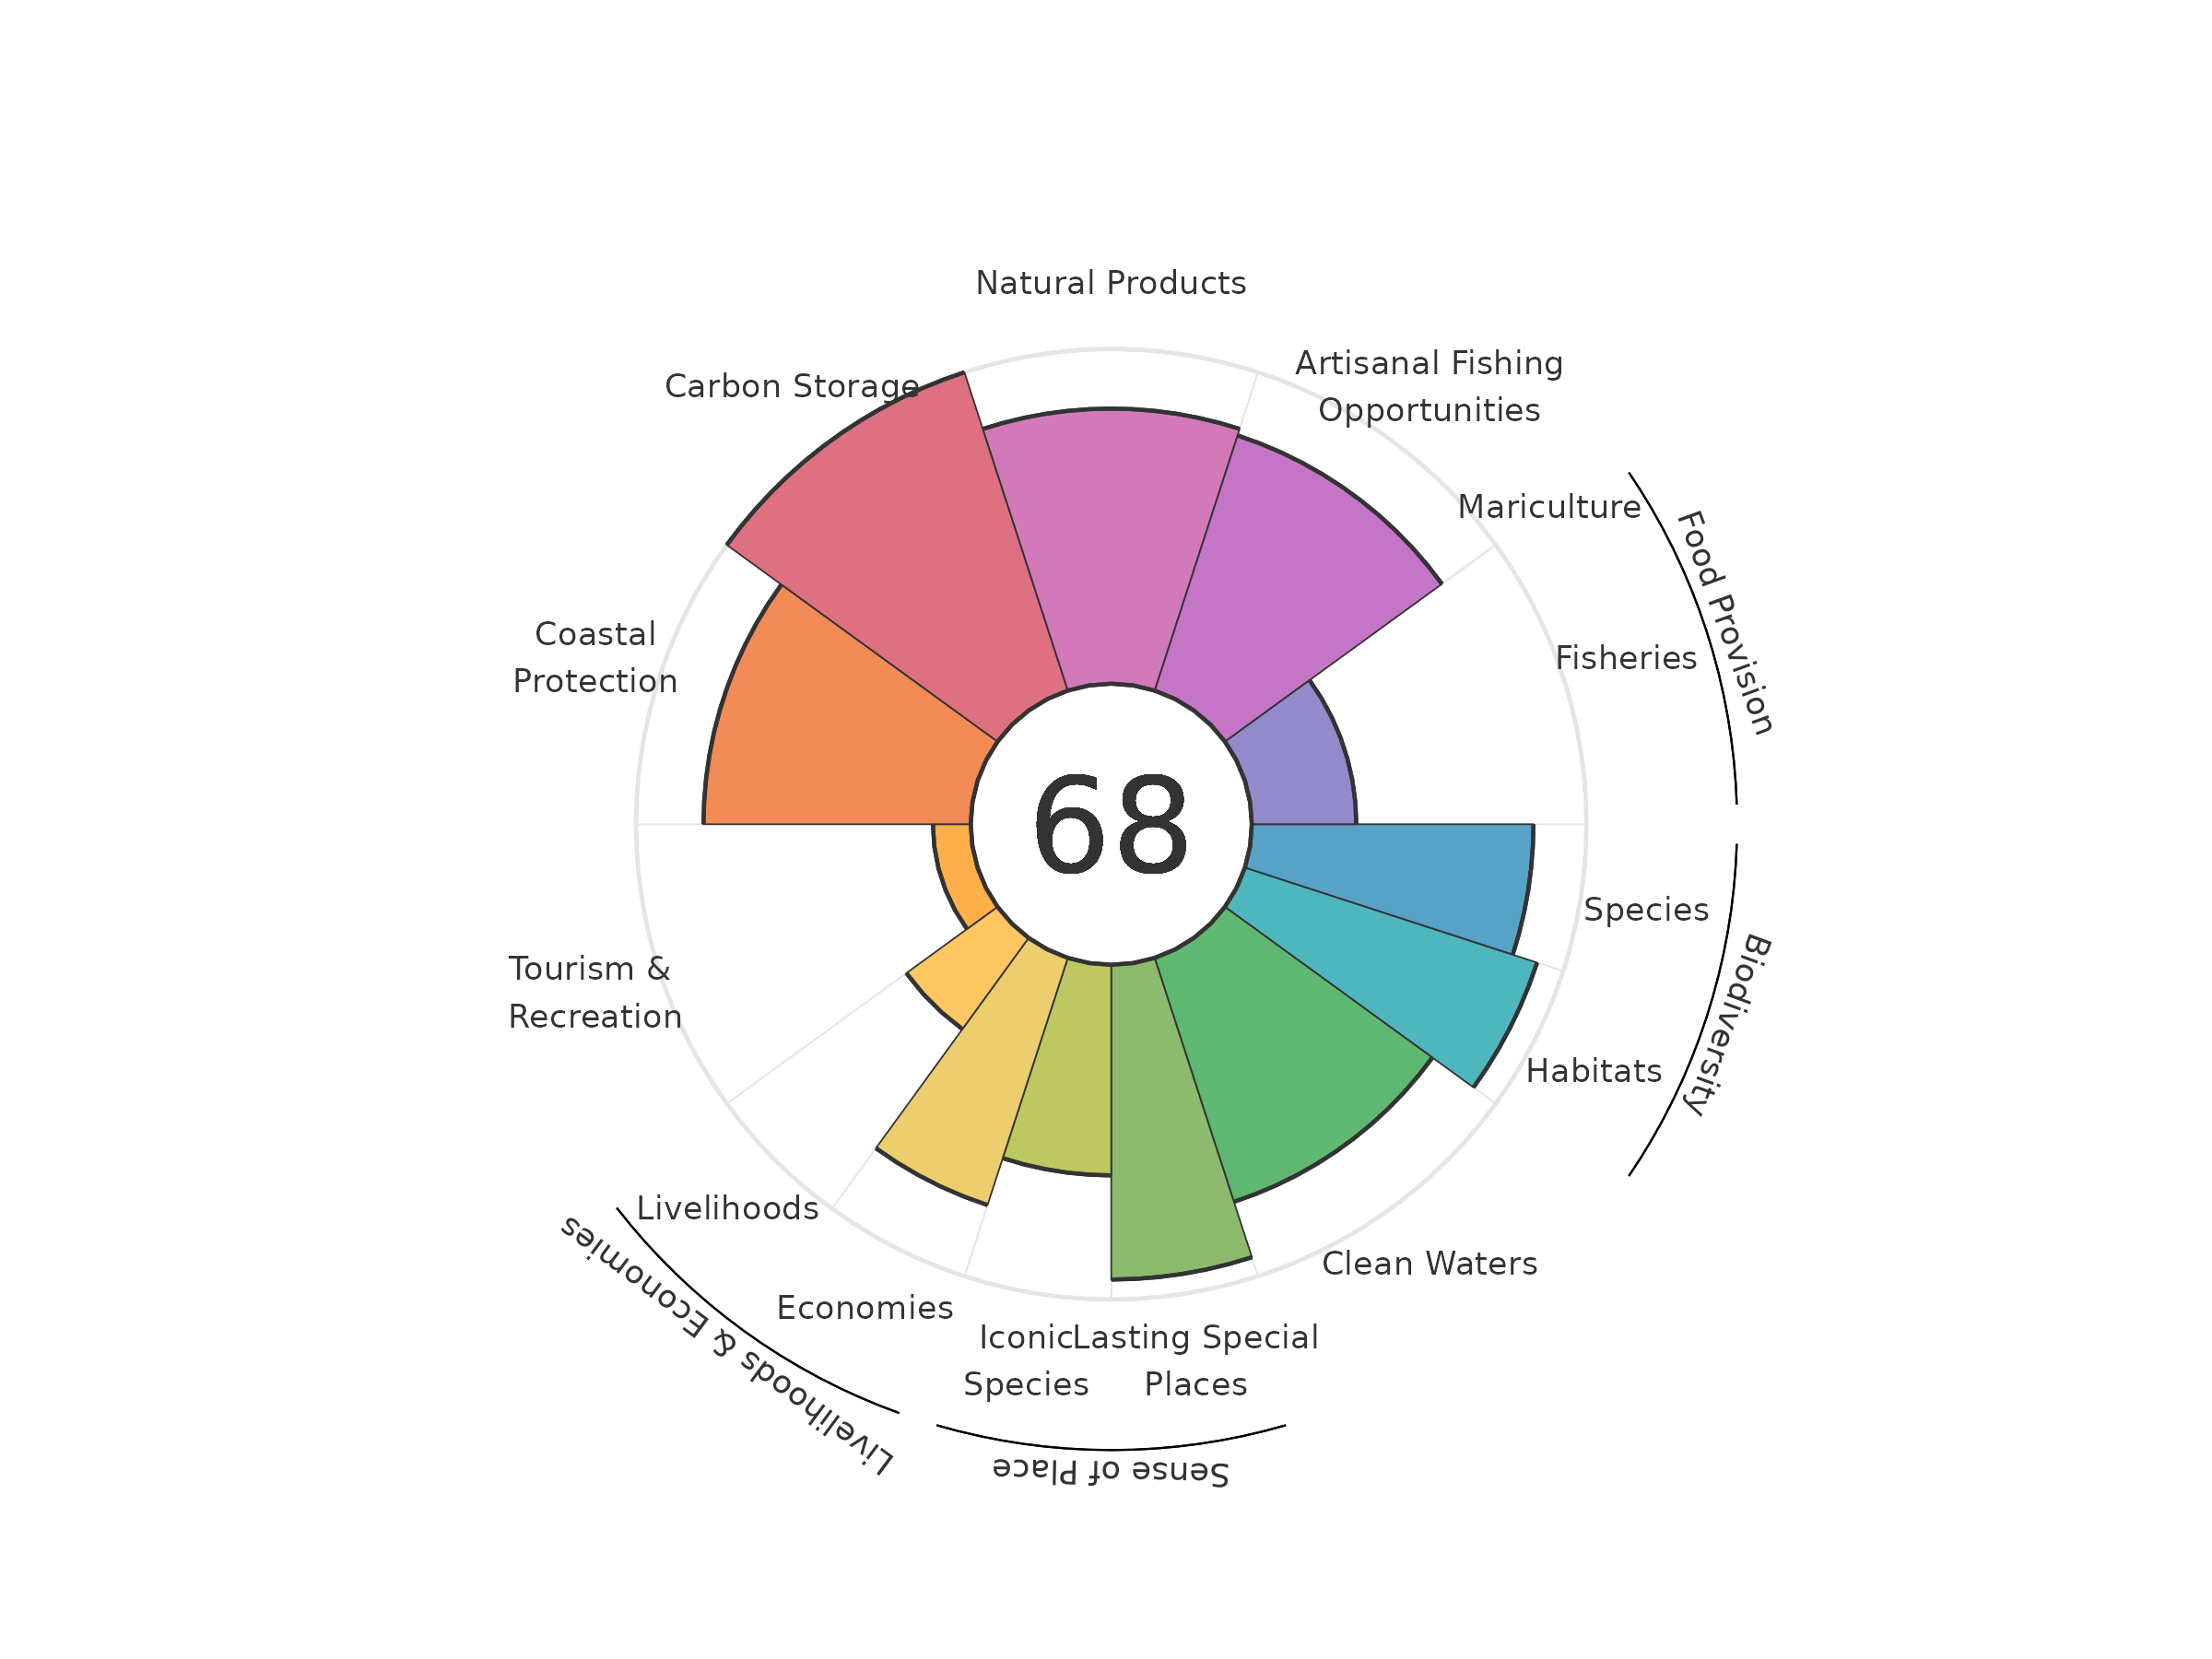 Natural Products
Carbon Storage
Artisanal Fishing
Opportunities
Mariculture
Food Provision
Fisheries
Coastal
Protection
68
Species
Biodiversity
Tourism &
Recreation
Habitats
Livelihoods
Clean Waters
Livelihoods & Economies
Economies
Iconic
Species
Lasting Special
Places
Sense of Place